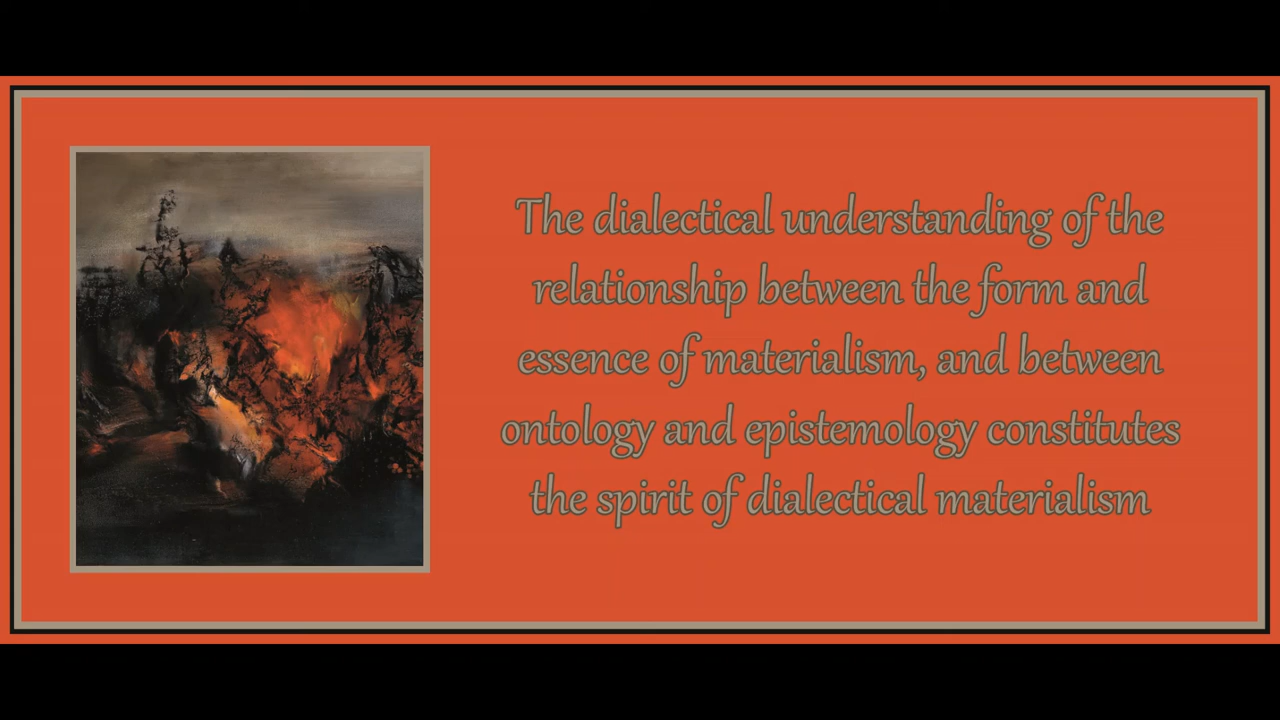 The dialectical understanding of the
relationship between the form and
essence of materialism, and between
ontology and epistemology constitutes
the spirit of dialectical materialism